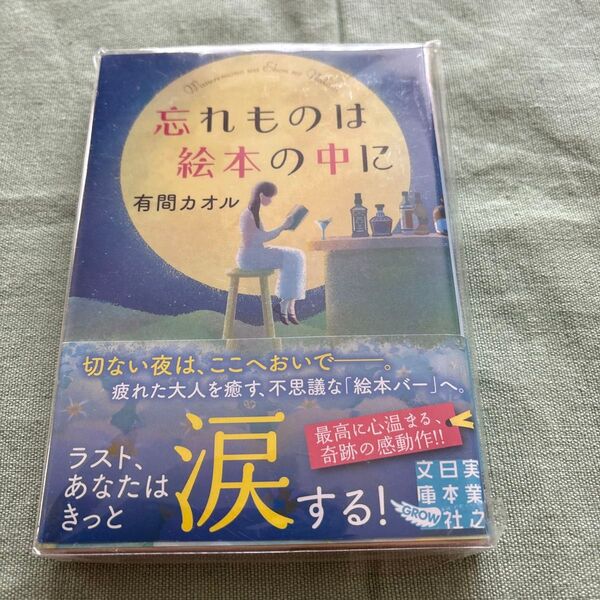 Wasuremono wa Ehon no Naka ni
忘れものは
絵本の中に
有間カオル
切ない夜は、ここへおいで――。
疲れた大人を癒す、不思議な「絵本バー」へ。
最高に心温まる、
奇跡の感動作!!
ラスト、
あなたは
きっと
涙する!
実業之
日本社
文庫
GROW